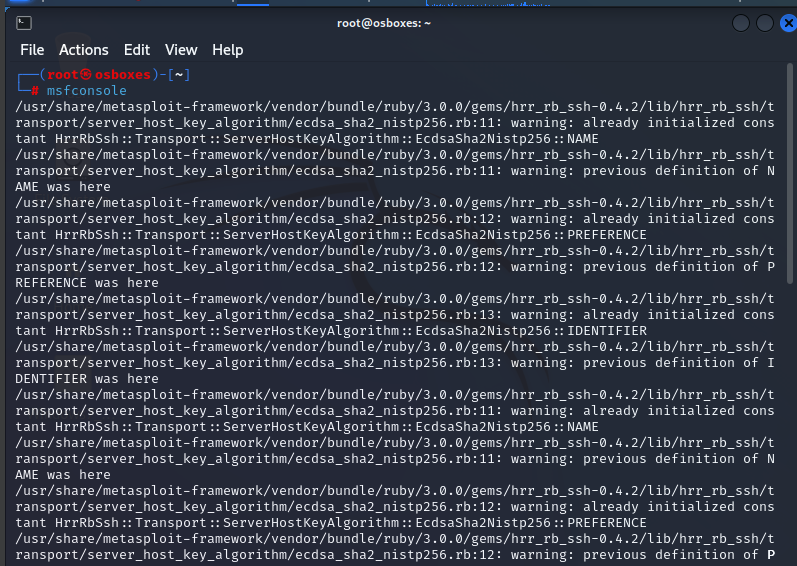 root@osboxes: ~
File Actions Edit View Help
┌──(root㉿osboxes)-[~]
└─# msfconsole
/usr/share/metasploit-framework/vendor/bundle/ruby/3.0.0/gems/hrr_rb_ssh-0.4.2/lib/hrr_rb_ssh/t
ransport/server_host_key_algorithm/ecdsa_sha2_nistp256.rb:11: warning: already initialized cons
tant HrrRbSsh::Transport::ServerHostKeyAlgorithm::EcdsaSha2Nistp256::NAME
/usr/share/metasploit-framework/vendor/bundle/ruby/3.0.0/gems/hrr_rb_ssh-0.4.2/lib/hrr_rb_ssh/t
ransport/server_host_key_algorithm/ecdsa_sha2_nistp256.rb:11: warning: previous definition of N
AME was here
/usr/share/metasploit-framework/vendor/bundle/ruby/3.0.0/gems/hrr_rb_ssh-0.4.2/lib/hrr_rb_ssh/t
ransport/server_host_key_algorithm/ecdsa_sha2_nistp256.rb:12: warning: already initialized cons
tant HrrRbSsh::Transport::ServerHostKeyAlgorithm::EcdsaSha2Nistp256::PREFERENCE
/usr/share/metasploit-framework/vendor/bundle/ruby/3.0.0/gems/hrr_rb_ssh-0.4.2/lib/hrr_rb_ssh/t
ransport/server_host_key_algorithm/ecdsa_sha2_nistp256.rb:12: warning: previous definition of P
REFERENCE was here
/usr/share/metasploit-framework/vendor/bundle/ruby/3.0.0/gems/hrr_rb_ssh-0.4.2/lib/hrr_rb_ssh/t
ransport/server_host_key_algorithm/ecdsa_sha2_nistp256.rb:13: warning: already initialized cons
tant HrrRbSsh::Transport::ServerHostKeyAlgorithm::EcdsaSha2Nistp256::IDENTIFIER
/usr/share/metasploit-framework/vendor/bundle/ruby/3.0.0/gems/hrr_rb_ssh-0.4.2/lib/hrr_rb_ssh/t
ransport/server_host_key_algorithm/ecdsa_sha2_nistp256.rb:13: warning: previous definition of I
DENTIFIER was here
/usr/share/metasploit-framework/vendor/bundle/ruby/3.0.0/gems/hrr_rb_ssh-0.4.2/lib/hrr_rb_ssh/t
ransport/server_host_key_algorithm/ecdsa_sha2_nistp256.rb:11: warning: already initialized cons
tant HrrRbSsh::Transport::ServerHostKeyAlgorithm::EcdsaSha2Nistp256::NAME
/usr/share/metasploit-framework/vendor/bundle/ruby/3.0.0/gems/hrr_rb_ssh-0.4.2/lib/hrr_rb_ssh/t
ransport/server_host_key_algorithm/ecdsa_sha2_nistp256.rb:11: warning: previous definition of N
AME was here
/usr/share/metasploit-framework/vendor/bundle/ruby/3.0.0/gems/hrr_rb_ssh-0.4.2/lib/hrr_rb_ssh/t
ransport/server_host_key_algorithm/ecdsa_sha2_nistp256.rb:12: warning: already initialized cons
tant HrrRbSsh::Transport::ServerHostKeyAlgorithm::EcdsaSha2Nistp256::PREFERENCE
/usr/share/metasploit-framework/vendor/bundle/ruby/3.0.0/gems/hrr_rb_ssh-0.4.2/lib/hrr_rb_ssh/t
ransport/server_host_key_algorithm/ecdsa_sha2_nistp256.rb:12: warning: previous definition of P